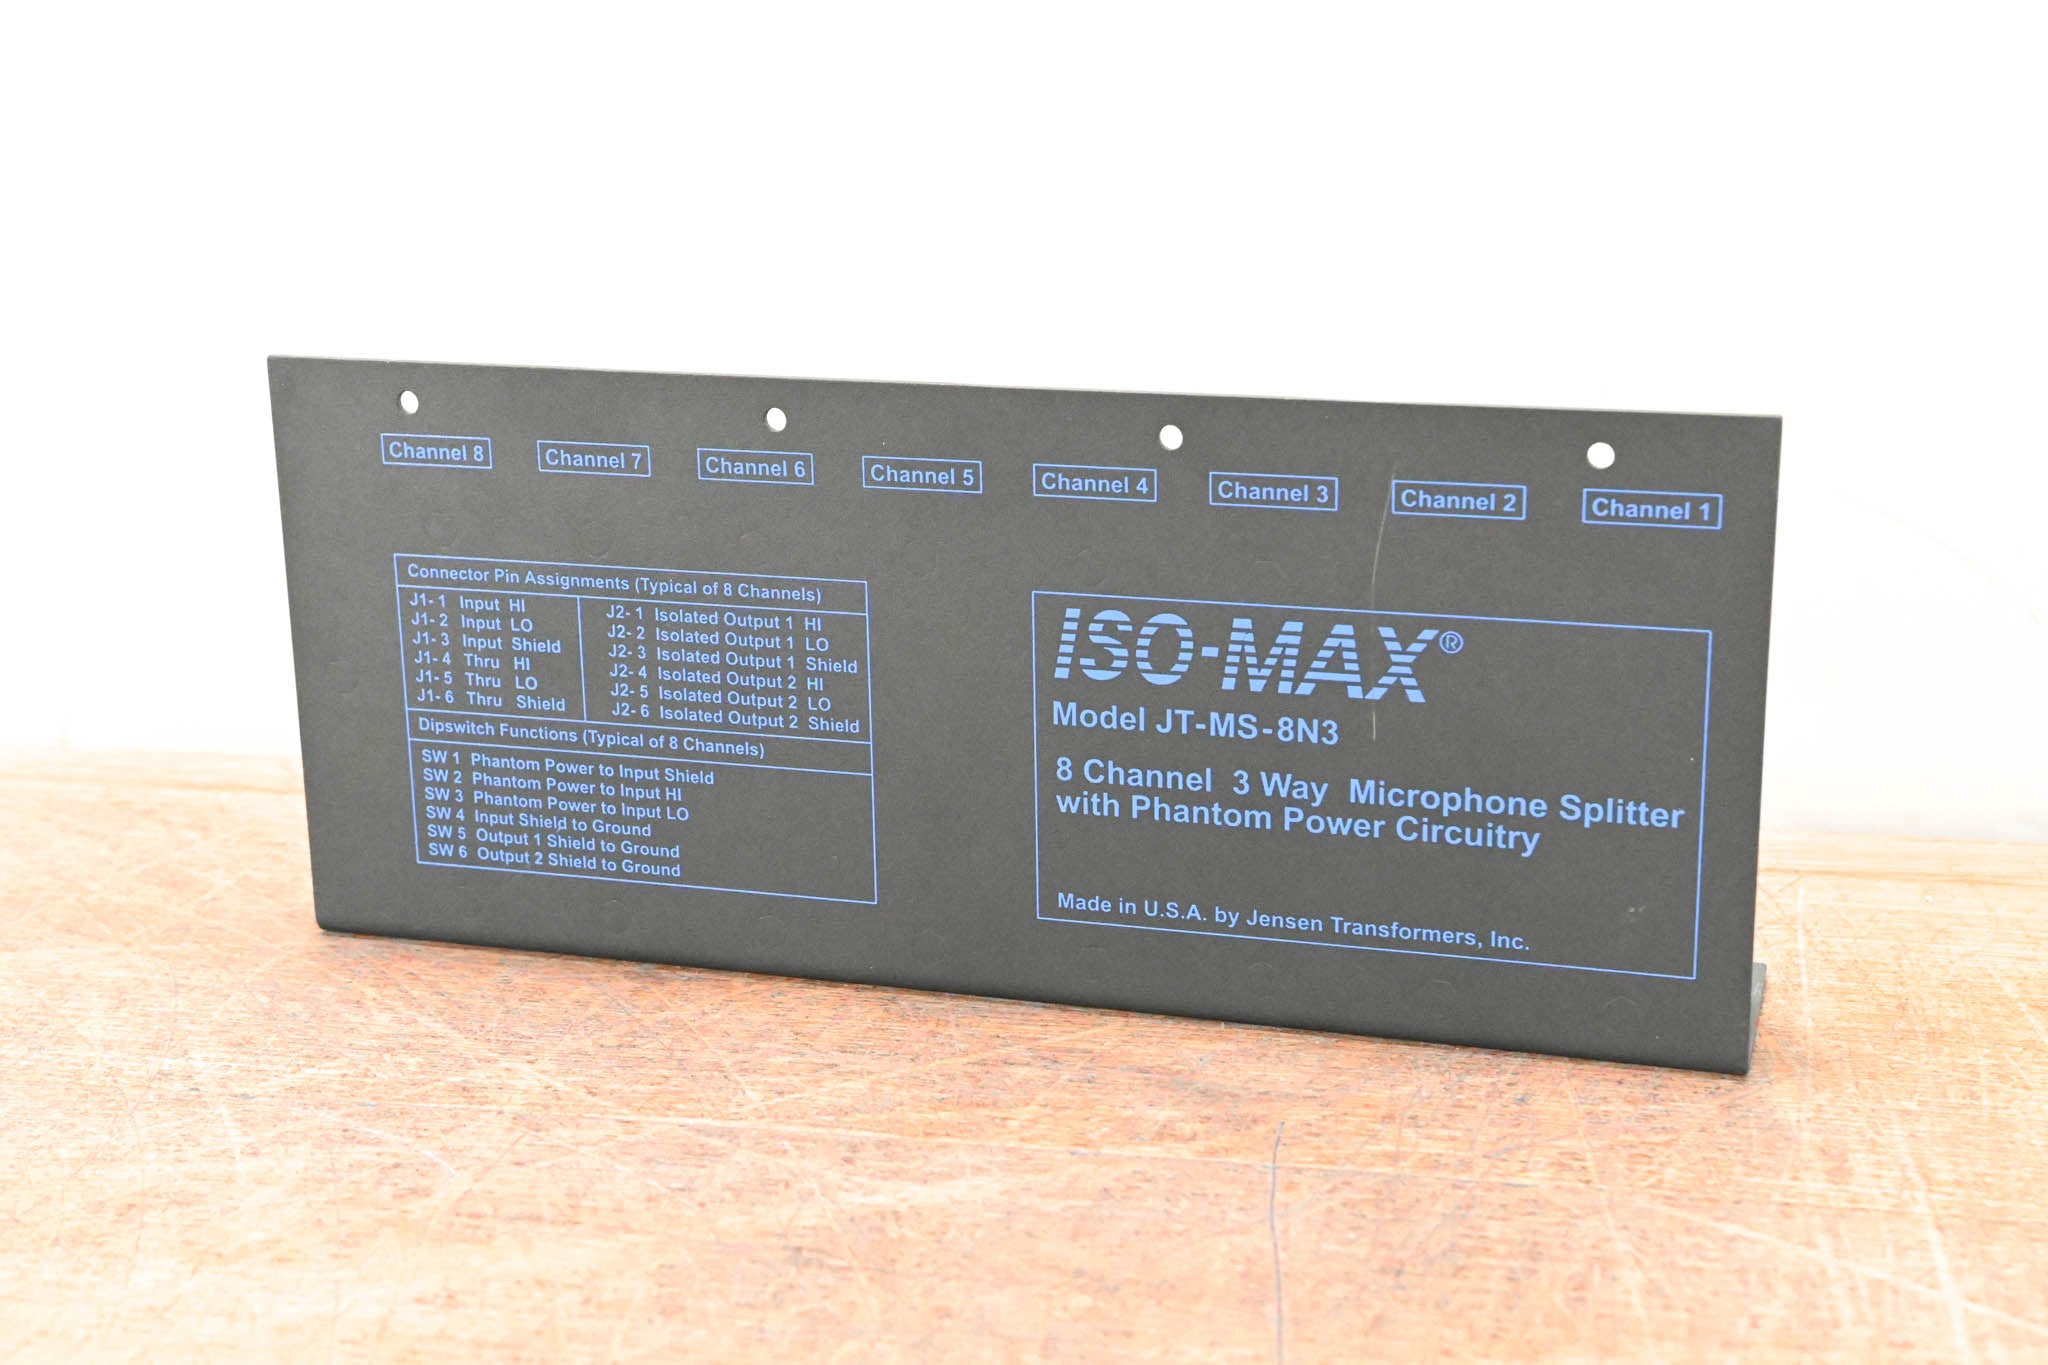 Channel 8 Channel 7 Channel 6 Channel 5 Channel 4 Channel 3 Channel 2 Channel 1
Connector Pin Assignments (Typical of 8 Channels)
J1- 1 Input HI
J1- 2 Input LO
J1- 3 Input Shield
J1- 4 Thru HI
J1- 5 Thru LO
J1- 6 Thru Shield
J2- 1 Isolated Output 1 HI
J2- 2 Isolated Output 1 LO
J2- 3 Isolated Output 1 Shield
J2- 4 Isolated Output 2 HI
J2- 5 Isolated Output 2 LO
J2- 6 Isolated Output 2 Shield
Dipswitch Functions (Typical of 8 Channels)
SW 1 Phantom Power to Input Shield
SW 2 Phantom Power to Input HI
SW 3 Phantom Power to Input LO
SW 4 Input Shield to Ground
SW 5 Output 1 Shield to Ground
SW 6 Output 2 Shield to Ground
ISO-MAX®
Model JT-MS-8N3
8 Channel 3 Way Microphone Splitter
with Phantom Power Circuitry
Made in U.S.A. by Jensen Transformers, Inc.